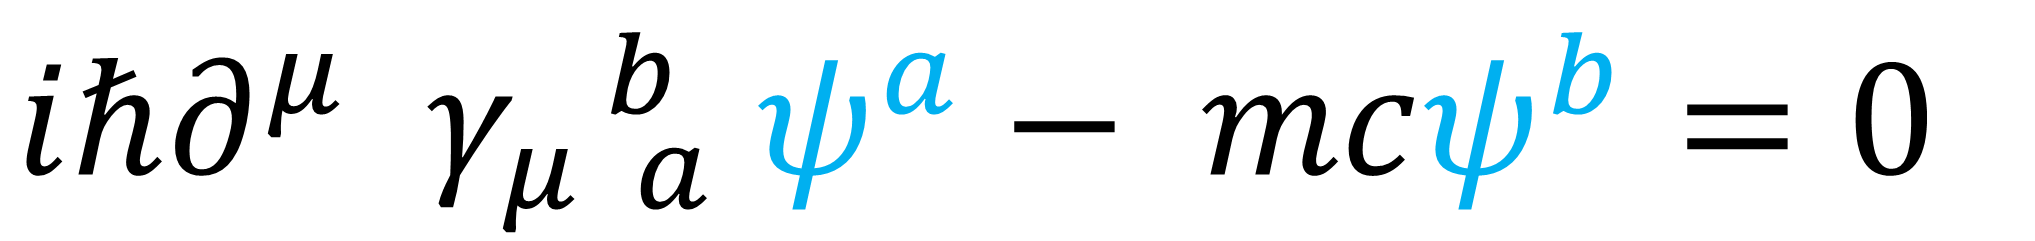 iℏ∂^μ γ_μ^b_a ψ^a − mcψ^b = 0